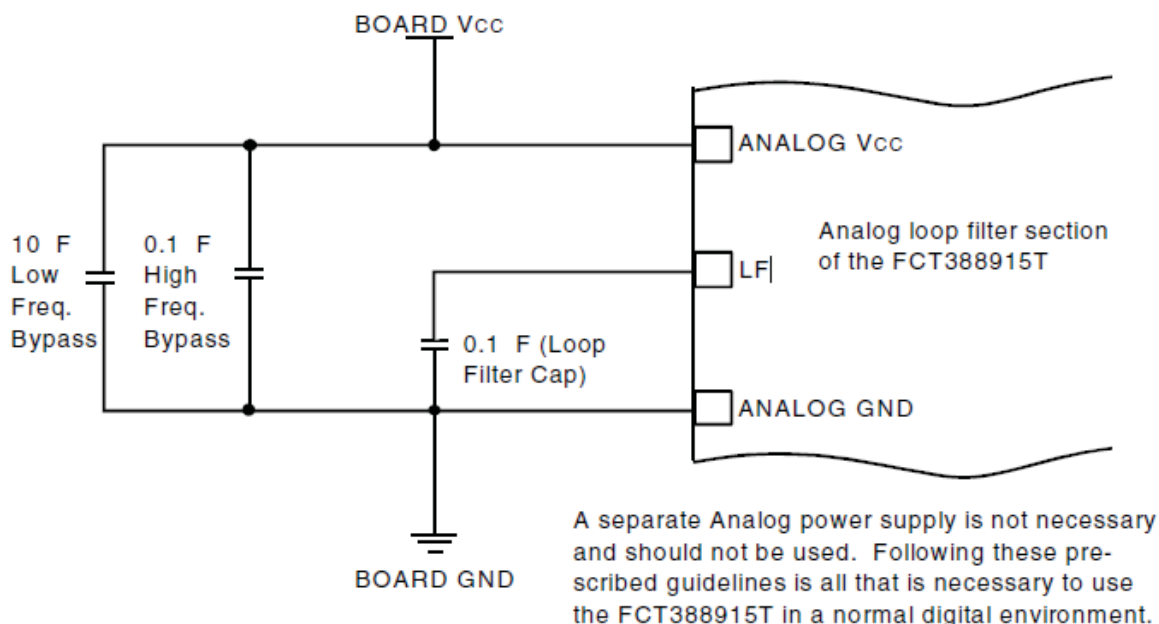 BOARD VCC
ANALOG VCC
10 F
Low
Freq.
Bypass
0.1 F
High
Freq.
Bypass
Analog loop filter section
of the FCT388915T
LF
0.1 F (Loop
Filter Cap)
ANALOG GND
BOARD GND
A separate Analog power supply is not necessary
and should not be used. Following these pre-
scribed guidelines is all that is necessary to use
the FCT388915T in a normal digital environment.